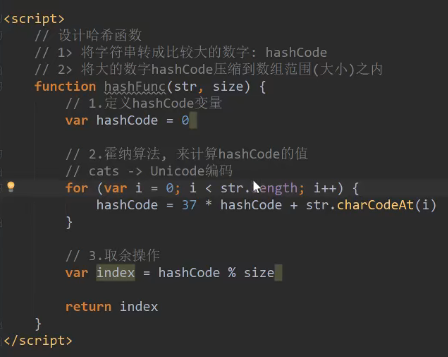 <script>
// 设计哈希函数
// 1> 将字符串转成比较大的数字: hashCode
// 2> 将大的数字hashCode压缩到数组范围(大小)之内
function hashFunc(str, size) {
// 1.定义hashCode变量
var hashCode = 0
// 2.霍纳算法, 来计算hashCode的值
// cats -> Unicode编码
for (var i = 0; i < str.length; i++) {
hashCode = 37 * hashCode + str.charCodeAt(i)
}
// 3.取余操作
var index = hashCode % size
return index
}
</script>